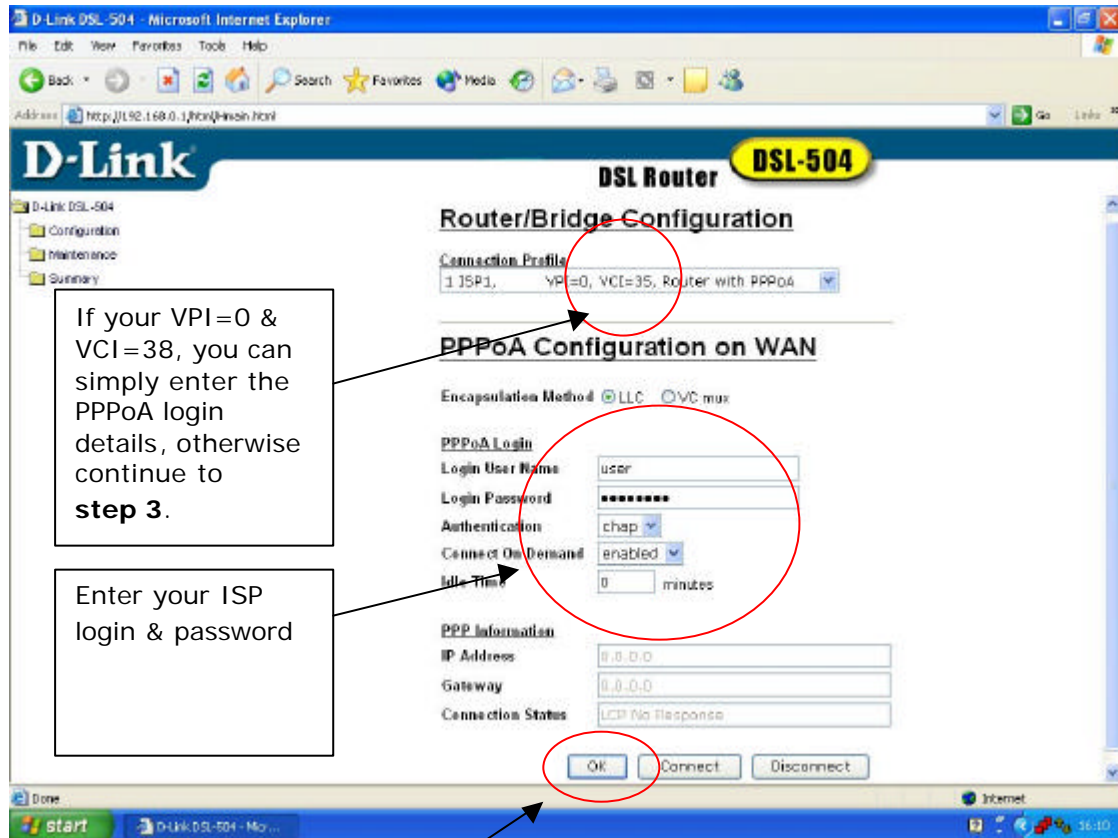 D-Link DSL-504 - Microsoft Internet Explorer
File Edit View Favorites Tools Help
Back Search Favorites Media
Address http://192.168.0.1/html/Hmain.html Go Links
D-Link
DSL Router DSL-504
D-Link DSL-504
Configuration
Maintenance
Summary
Router/Bridge Configuration
Connection Profile
1 ISP1, VPI=0, VCI=35, Router with PPPoA
If your VPI=0 &
VCI=38, you can
simply enter the
PPPoA login
details, otherwise
continue to
step 3.
PPPoA Configuration on WAN
Encapsulation Method LLC VC mux
PPPoA Login
Login User Name user
Login Password ••••••••
Authentication chap
Connect On Demand enabled
Idle Time 0 minutes
Enter your ISP
login & password
PPP Information
IP Address 0.0.0.0
Gateway 0.0.0.0
Connection Status LCP No Response
OK Connect Disconnect
Done Internet
start D-Link DSL-504 - Micr... 16:10